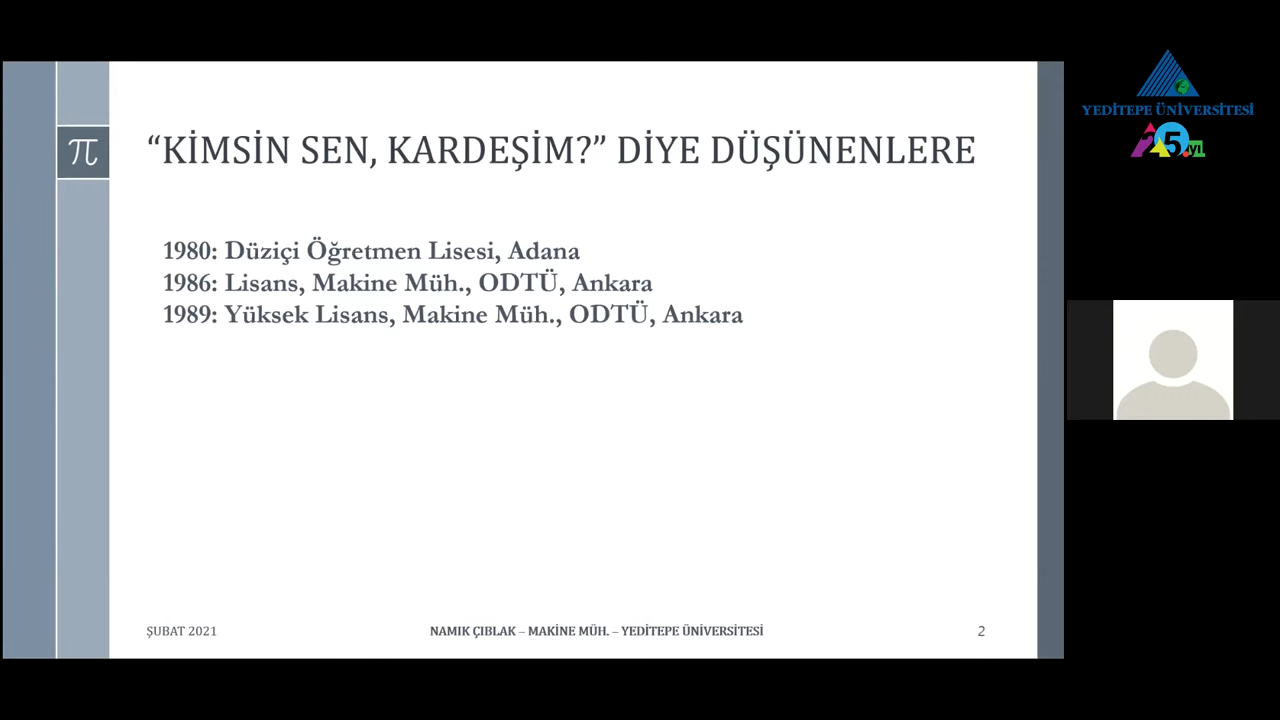 π
“KİMSİN SEN, KARDEŞİM?” DİYE DÜŞÜNENLERE
1980: Düziçi Öğretmen Lisesi, Adana
1986: Lisans, Makine Müh., ODTÜ, Ankara
1989: Yüksek Lisans, Makine Müh., ODTÜ, Ankara
ŞUBAT 2021
NAMIK ÇIBLAK – MAKİNE MÜH. – YEDİTEPE ÜNİVERSİTESİ
2
YEDİTEPE ÜNİVERSİTESİ
25.yıl